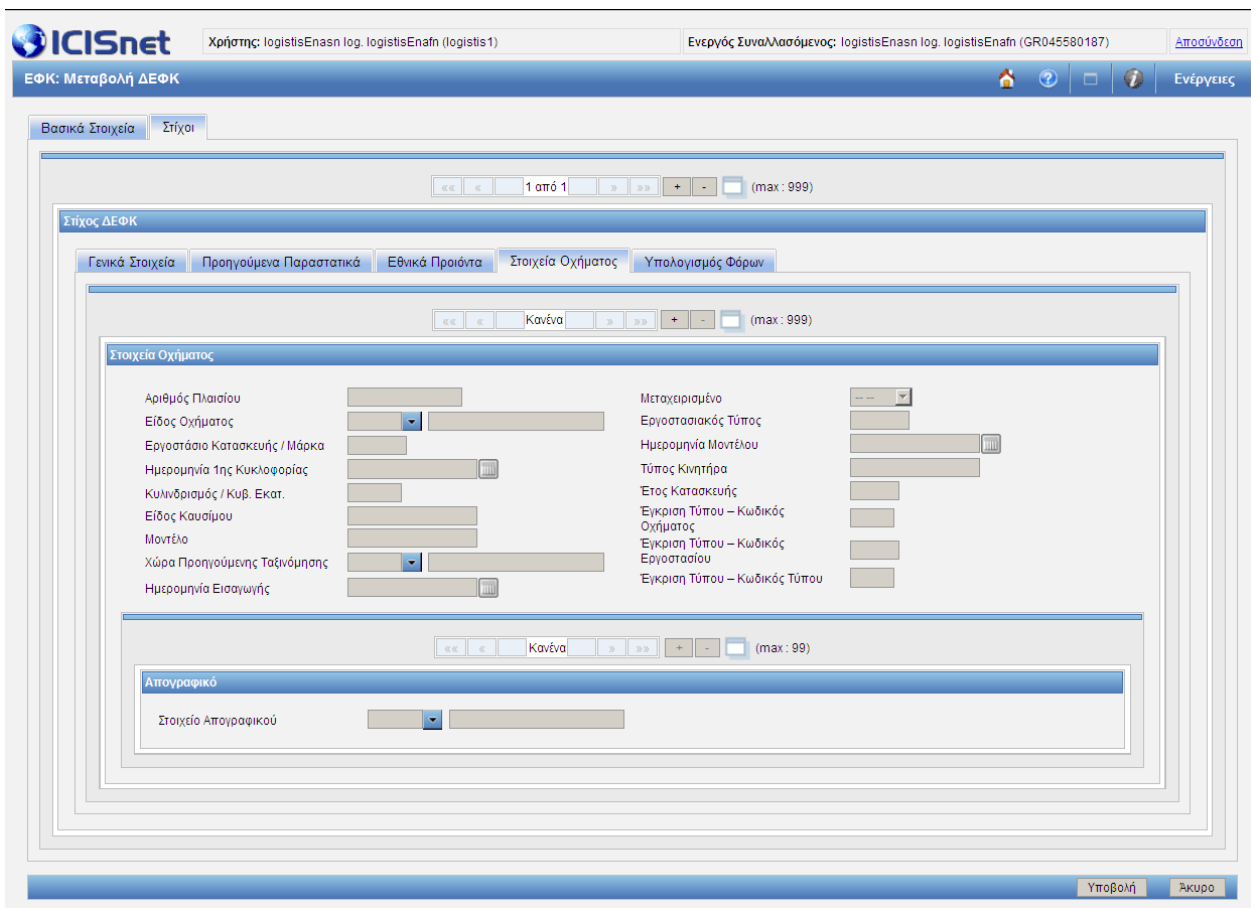 ICISnet
Χρήστης: logistisEnasn log. logistisEnafn (logistis1)
Ενεργός Συναλλασόμενος: logistisEnasn log. logistisEnafn (GR045580187)
Αποσύνδεση
ΕΦΚ: Μεταβολή ΔΕΦΚ
Ενέργειες
Βασικά Στοιχεία
Στίχοι
«« « 1 από 1 » »» + - (max : 999)
Στίχος ΔΕΦΚ
Γενικά Στοιχεία
Προηγούμενα Παραστατικά
Εθνικά Προιόντα
Στοιχεία Οχήματος
Υπολογισμός Φόρων
«« « Κανένα » »» + - (max : 999)
Στοιχεία Οχήματος
Αριθμός Πλαισίου
Μεταχειρισμένο -- --
Είδος Οχήματος
Εργοστασιακός Τύπος
Εργοστάσιο Κατασκευής / Μάρκα
Ημερομηνία Μοντέλου
Ημερομηνία 1ης Κυκλοφορίας
Τύπος Κινητήρα
Κυλινδρισμός / Κυβ. Εκατ.
Έτος Κατασκευής
Είδος Καυσίμου
Έγκριση Τύπου – Κωδικός
Οχήματος
Μοντέλο
Έγκριση Τύπου – Κωδικός
Εργοστασίου
Χώρα Προηγούμενης Ταξινόμησης
Έγκριση Τύπου – Κωδικός Τύπου
Ημερομηνία Εισαγωγής
«« « Κανένα » »» + - (max : 99)
Απογραφικό
Στοιχείο Απογραφικού
Υποβολή
Άκυρο